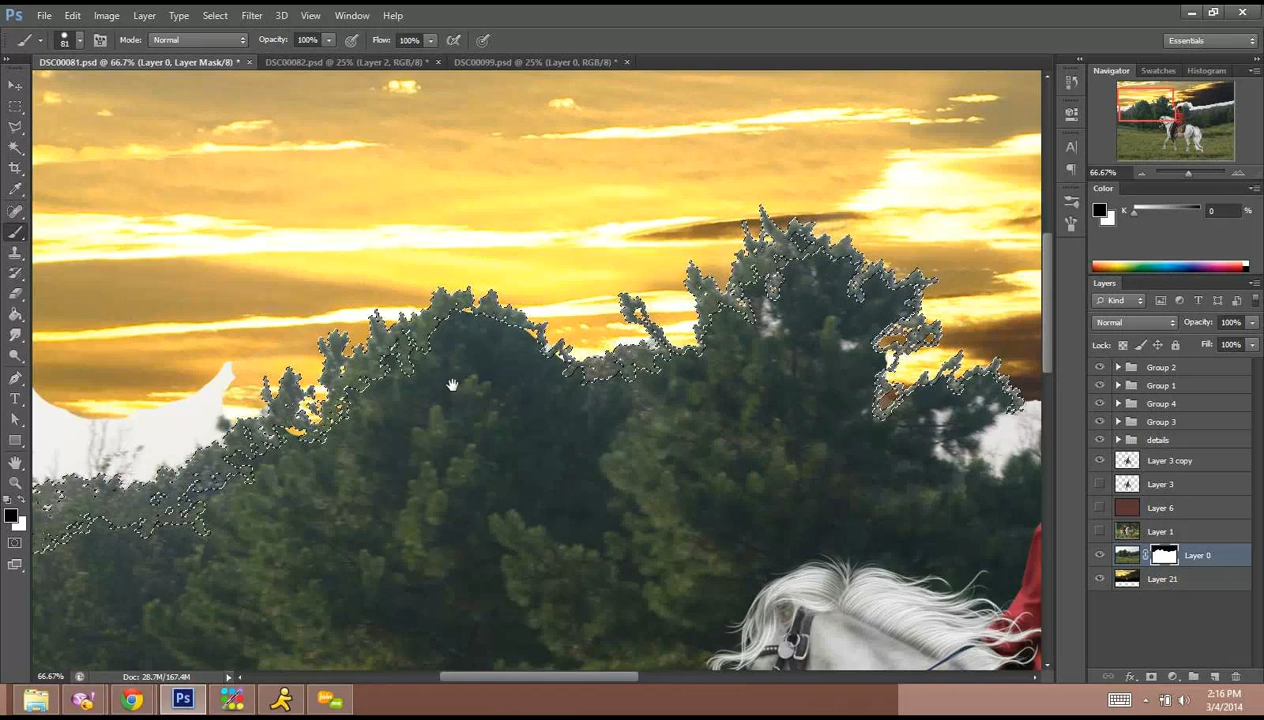 Ps File Edit Image Layer Type Select Filter 3D View Window Help
81 Mode: Normal Opacity: 100% Flow: 100% Essentials
DSC00081.psd @ 66.7% (Layer 0, Layer Mask/8) * × DSC00082.psd @ 25% (Layer 2, RGB/8) * × DSC00099.psd @ 25% (Layer 0, RGB/8) * ×
Navigator Swatches Histogram
66.67%
Color
K 0 %
Layers
Kind
Normal Opacity: 100%
Lock: Fill: 100%
Group 2
Group 1
Group 4
Group 3
details
Layer 3 copy
Layer 3
Layer 6
Layer 1
Layer 0
Layer 21
66.67% Doc: 28.7M/167.4M
fx
Ps
2:16 PM
3/4/2014